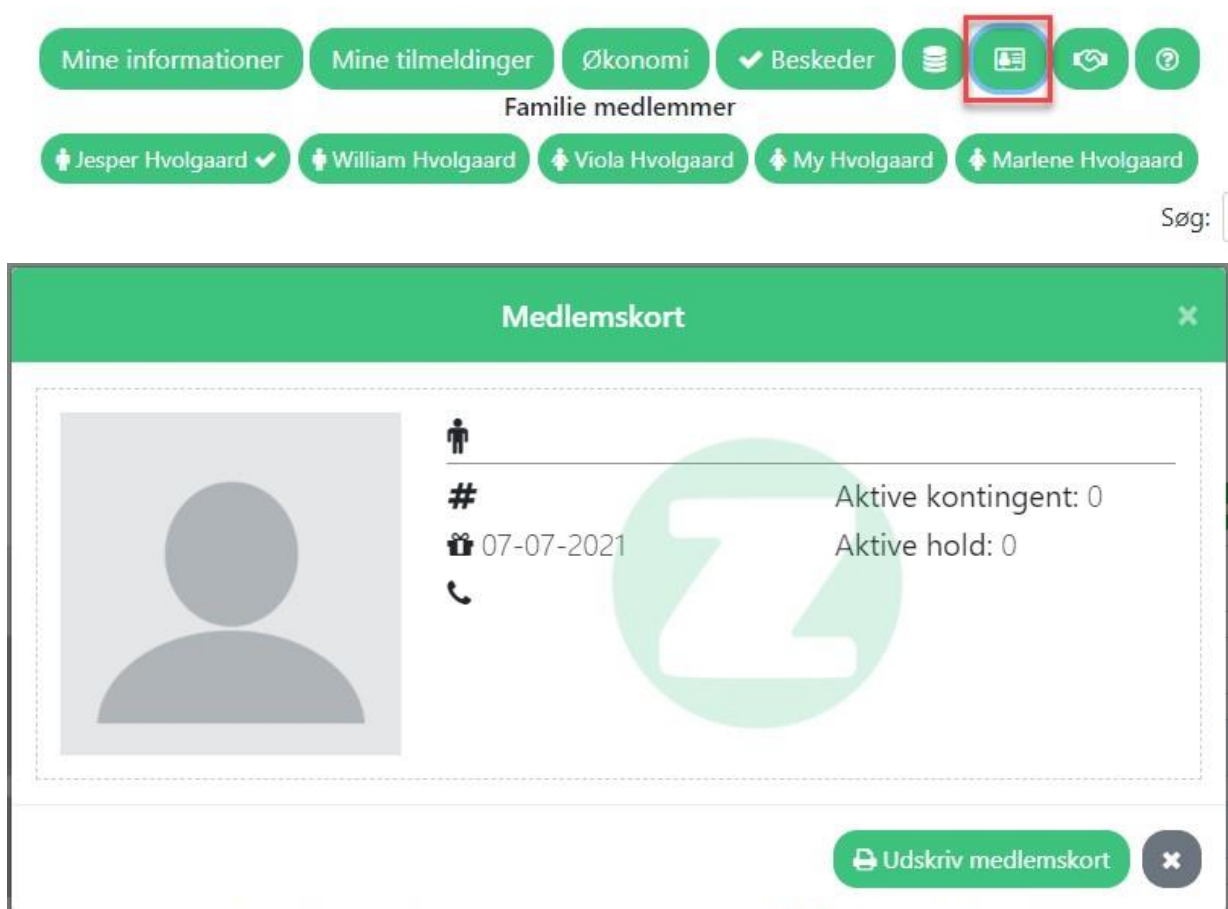 Mine informationer Mine tilmeldinger Økonomi Beskeder
Familie medlemmer
Jesper Hvolgaard William Hvolgaard Viola Hvolgaard My Hvolgaard Marlene Hvolgaard
Søg:
Medlemskort
# Aktive kontingent: 0
07-07-2021 Aktive hold: 0
Z
Udskriv medlemskort